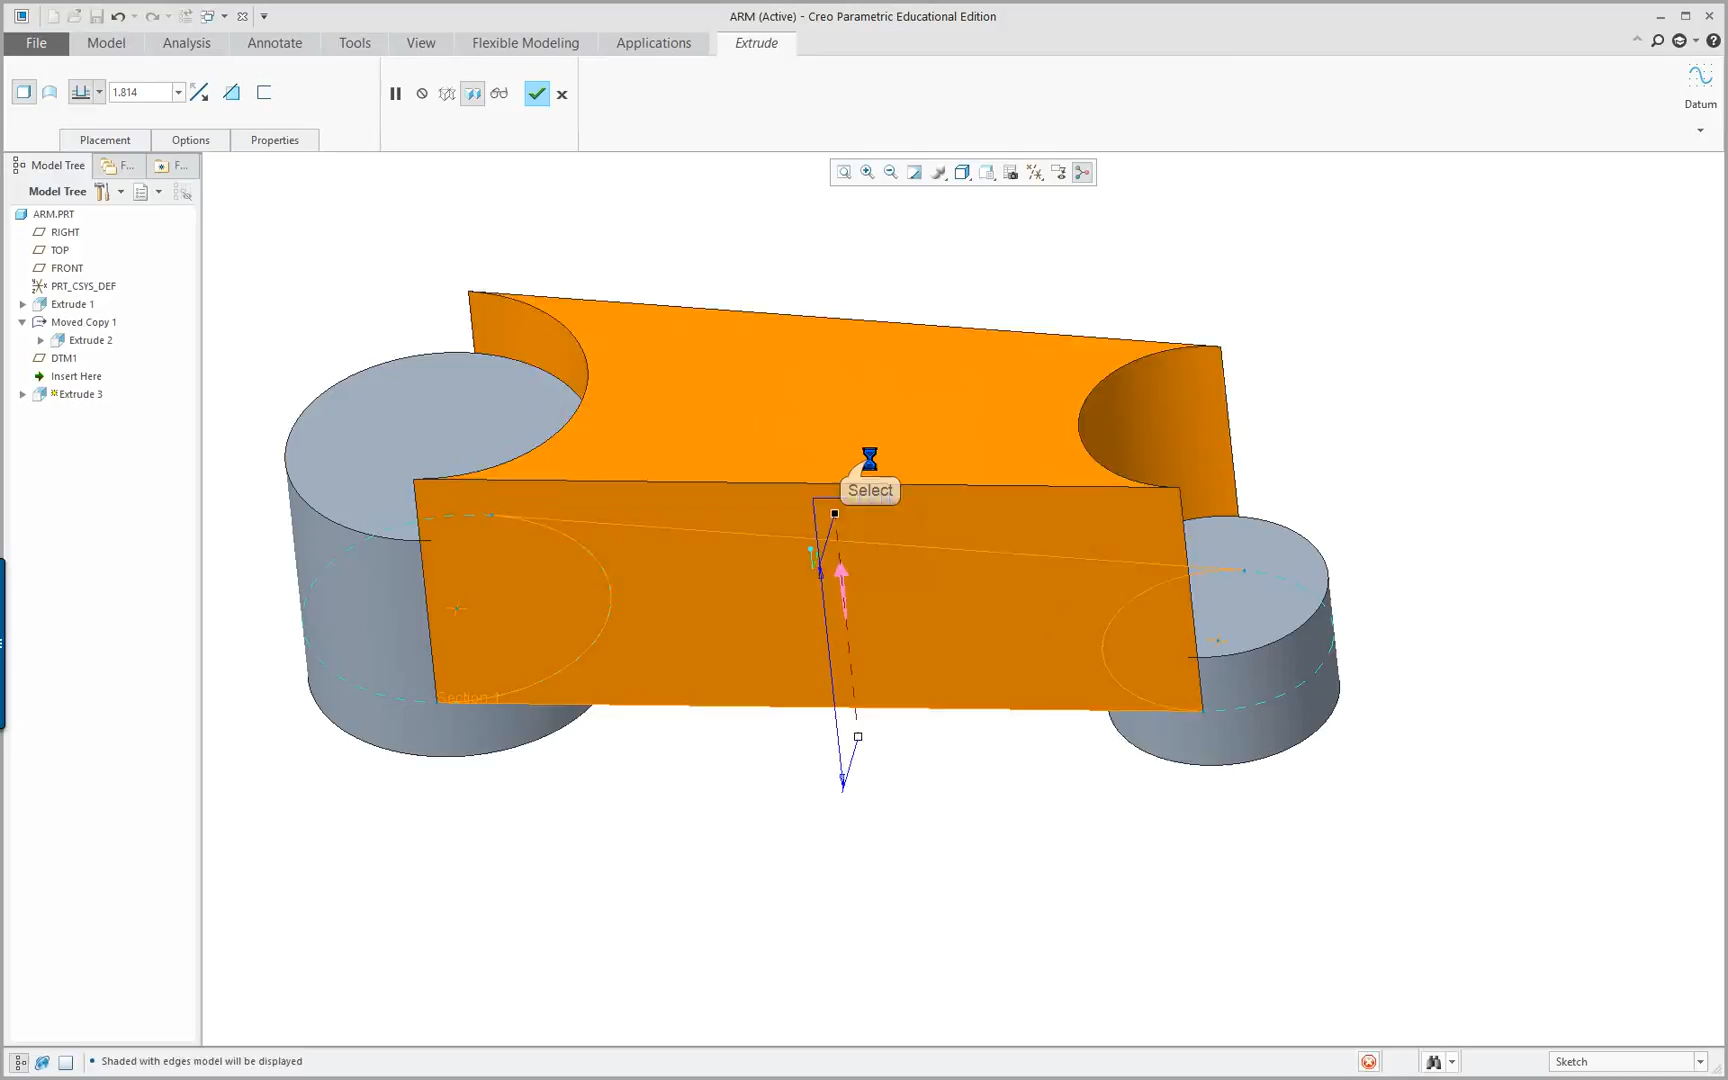 ARM (Active) - Creo Parametric Educational Edition
File
Model
Analysis
Annotate
Tools
View
Flexible Modeling
Applications
Extrude
1.814
Datum
Placement
Options
Properties
Model Tree
F...
F...
Model Tree
ARM.PRT
RIGHT
TOP
FRONT
PRT_CSYS_DEF
Extrude 1
Moved Copy 1
Extrude 2
DTM1
Insert Here
Extrude 3
Select
Section 1
Shaded with edges model will be displayed
Sketch